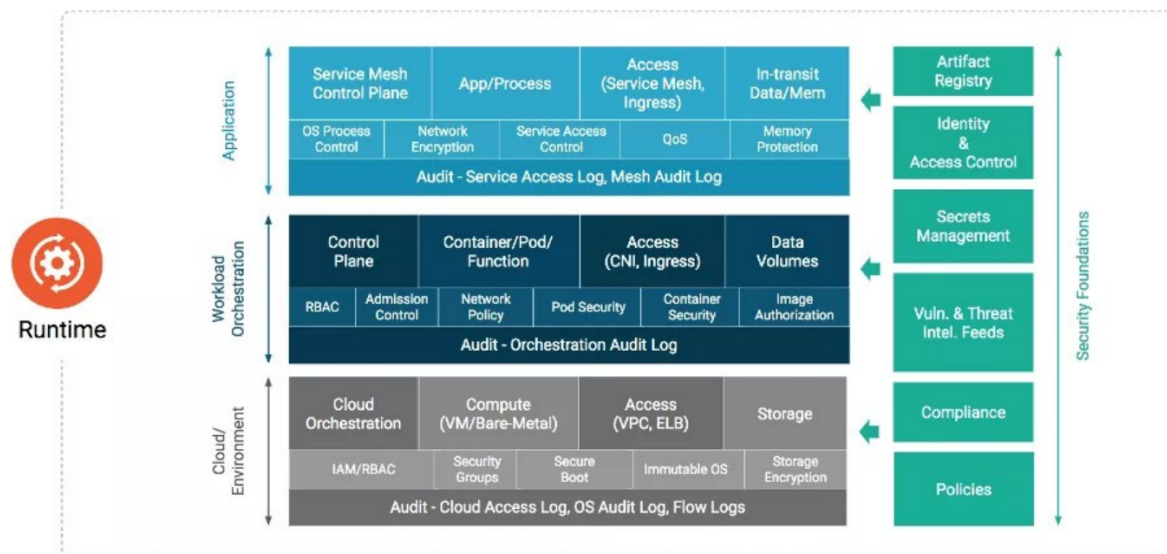 Runtime
Application
Service Mesh
Control Plane
App/Process
Access
(Service Mesh,
Ingress)
In-transit
Data/Mem
OS Process
Control
Network
Encryption
Service Access
Control
QoS
Memory
Protection
Audit - Service Access Log, Mesh Audit Log
Workload
Orchestration
Control
Plane
Container/Pod/
Function
Access
(CNI, Ingress)
Data
Volumes
RBAC
Admission
Control
Network
Policy
Pod Security
Container
Security
Image
Authorization
Audit - Orchestration Audit Log
Cloud/
Environment
Cloud
Orchestration
Compute
(VM/Bare-Metal)
Access
(VPC, ELB)
Storage
IAM/RBAC
Security
Groups
Secure
Boot
Immutable OS
Storage
Encryption
Audit - Cloud Access Log, OS Audit Log, Flow Logs
Artifact
Registry
Identity
&
Access Control
Secrets
Management
Vuln. & Threat
Intel. Feeds
Compliance
Policies
Security Foundations